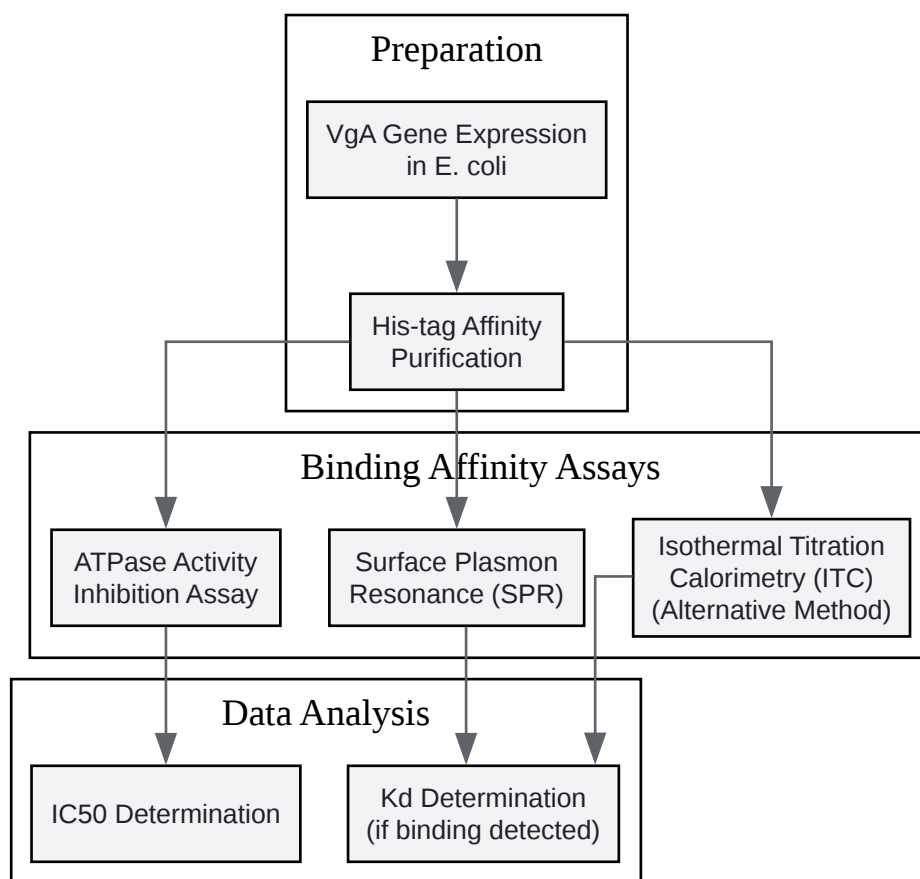 Preparation
VgA Gene Expression
in E. coli
His-tag Affinity
Purification
Binding Affinity Assays
ATPase Activity
Inhibition Assay
Surface Plasmon
Resonance (SPR)
Isothermal Titration
Calorimetry (ITC)
(Alternative Method)
Data Analysis
IC50 Determination
Kd Determination
(if binding detected)